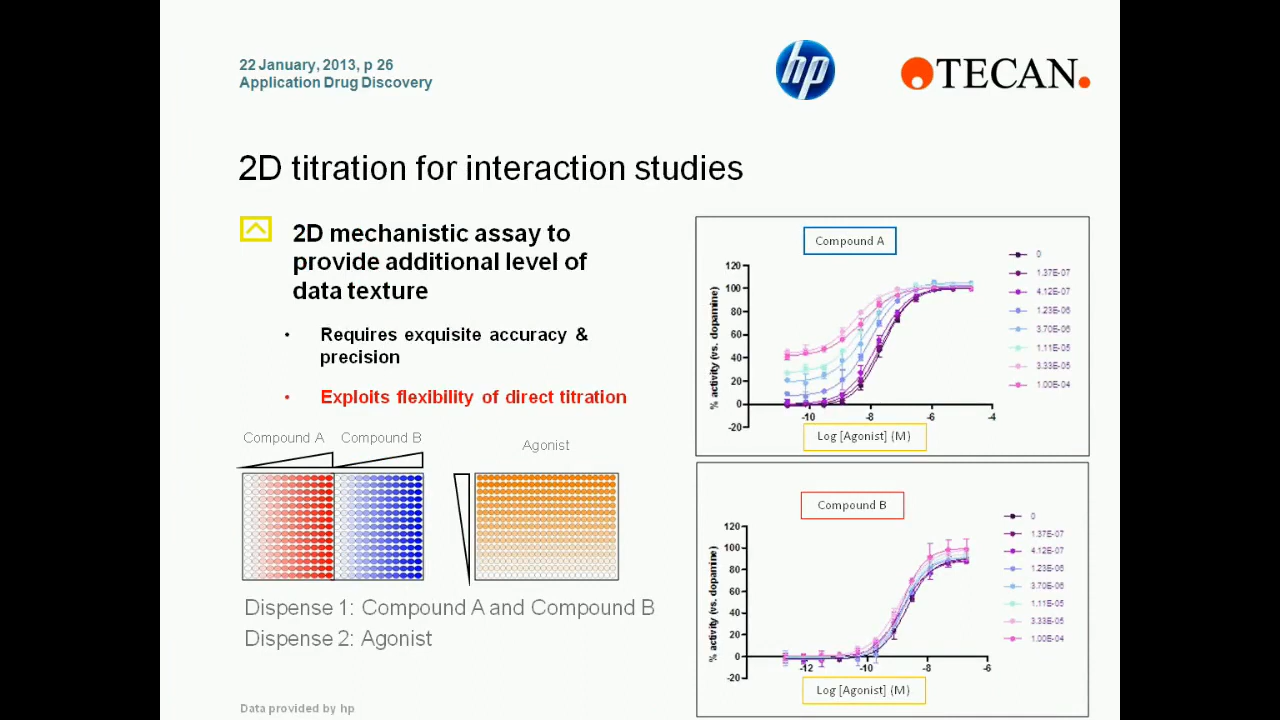 22 January, 2013, p 26
Application Drug Discovery
hp
TECAN.
2D titration for interaction studies
2D mechanistic assay to
provide additional level of
data texture
• Requires exquisite accuracy &
precision
• Exploits flexibility of direct titration
Compound A Compound B
Agonist
Dispense 1: Compound A and Compound B
Dispense 2: Agonist
Data provided by hp
Compound A
% activity (vs. dopamine)
120
100
80
60
40
20
0
-20
-10 -8 -6 -4
Log [Agonist] (M)
0
1.37E-07
4.12E-07
1.23E-06
3.70E-06
1.11E-05
3.33E-05
1.00E-04
Compound B
% activity (vs. dopamine)
120
100
80
60
40
20
0
-20
-12 -10 -8 -6
Log [Agonist] (M)
0
1.37E-07
4.12E-07
1.23E-06
3.70E-06
1.11E-05
3.33E-05
1.00E-04